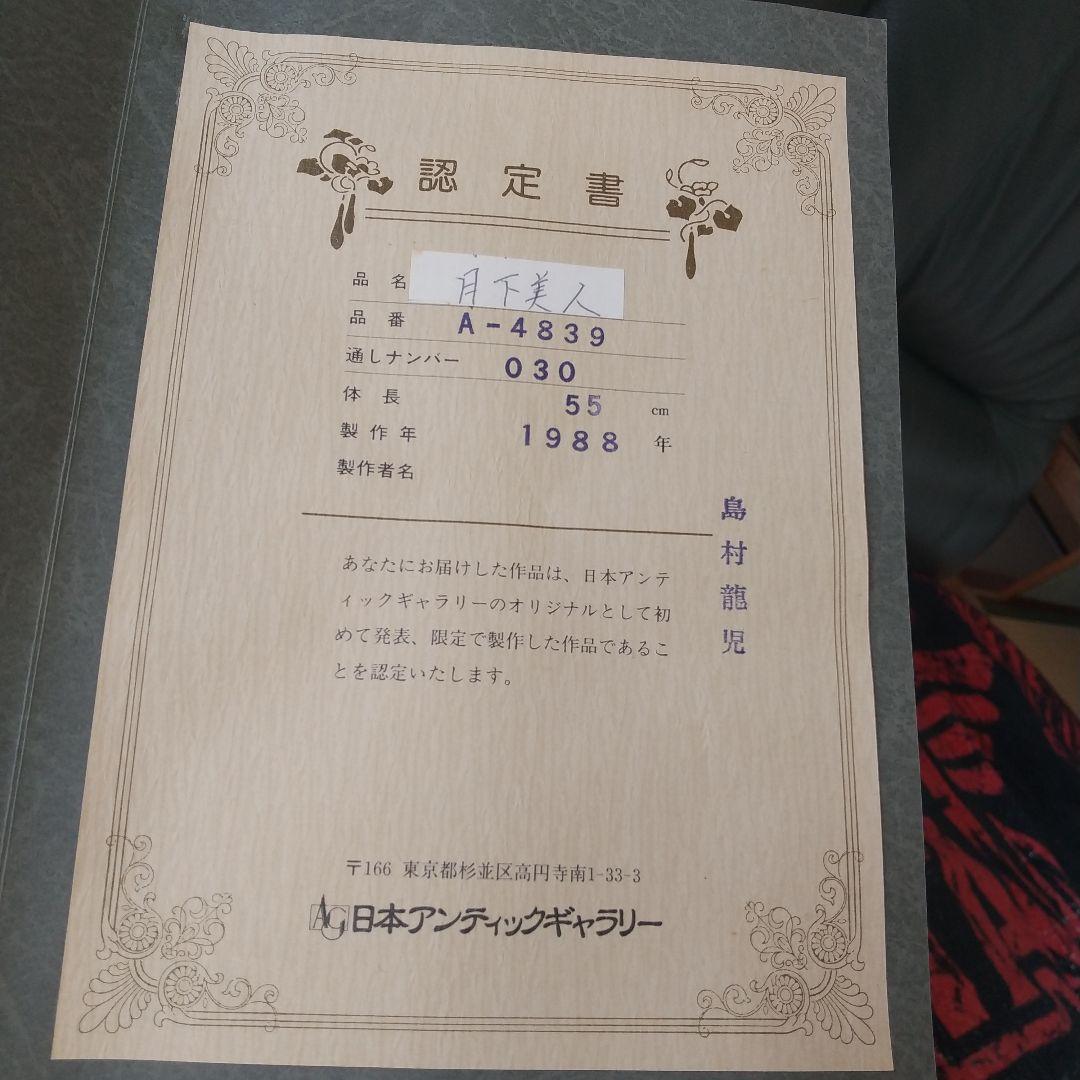 認定書
品名 月下美人
品番 A-4839
通しナンバー 030
体長 55 cm
製作年 1988 年
製作者名
島村龍児
あなたにお届けした作品は、日本アンテ
ィックギャラリーのオリジナルとして初
めて発表、限定で製作した作品であるこ
とを認定いたします。
〒166 東京都杉並区高円寺南1-33-3
AG 日本アンティックギャラリー